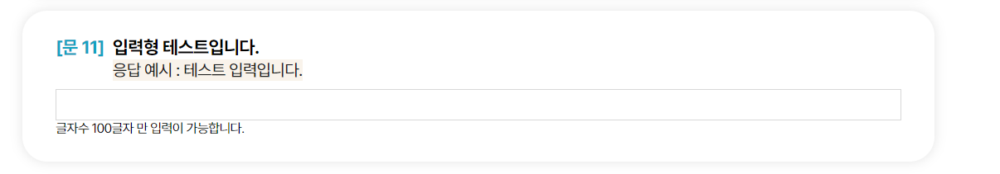 [문 11] 입력형 테스트입니다.
응답 예시 : 테스트 입력입니다.
글자수 100글자 만 입력이 가능합니다.